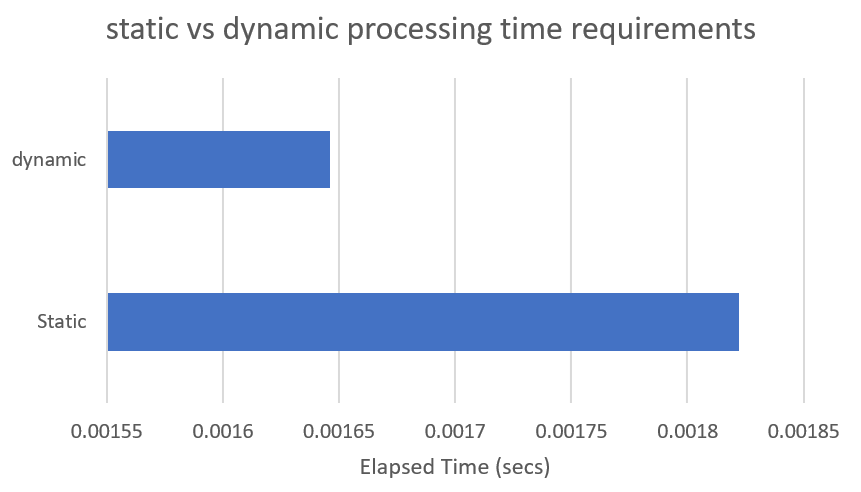 static vs dynamic processing time requirements
dynamic
Static
0.00155 0.0016 0.00165 0.0017 0.00175 0.0018 0.00185
Elapsed Time (secs)